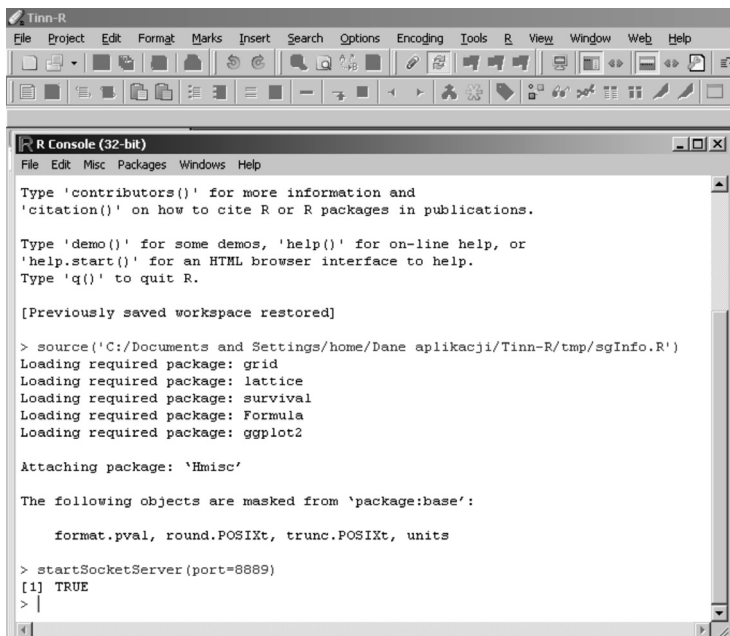 Tinn-R
File Project Edit Format Marks Insert Search Options Encoding Tools R View Window Web Help
R Console (32-bit)
File Edit Misc Packages Windows Help
Type 'contributors()' for more information and
'citation()' on how to cite R or R packages in publications.
Type 'demo()' for some demos, 'help()' for on-line help, or
'help.start()' for an HTML browser interface to help.
Type 'q()' to quit R.
[Previously saved workspace restored]
> source('C:/Documents and Settings/home/Dane aplikacji/Tinn-R/tmp/sgInfo.R')
Loading required package: grid
Loading required package: lattice
Loading required package: survival
Loading required package: Formula
Loading required package: ggplot2
Attaching package: ‘Hmisc’
The following objects are masked from ‘package:base’:
format.pval, round.POSIXt, trunc.POSIXt, units
> startSocketServer(port=8889)
[1] TRUE
>